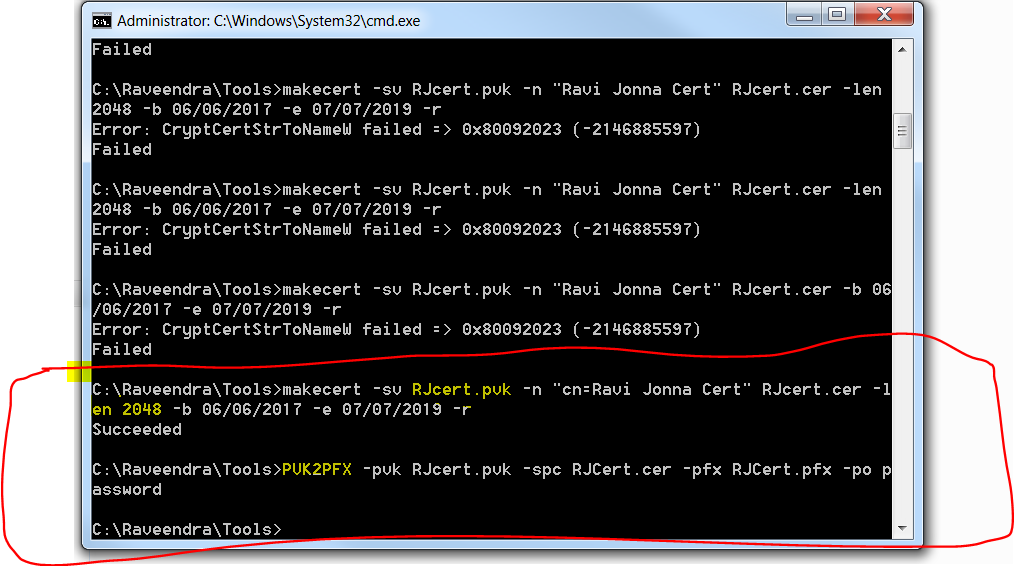 Administrator: C:\Windows\System32\cmd.exe
Failed
C:\Raveendra\Tools>makecert -sv RJcert.pvk -n "Ravi Jonna Cert" RJcert.cer -len
2048 -b 06/06/2017 -e 07/07/2019 -r
Error: CryptCertStrToNameW failed => 0x80092023 (-2146885597)
Failed
C:\Raveendra\Tools>makecert -sv RJcert.pvk -n "Ravi Jonna Cert" RJcert.cer -len
2048 -b 06/06/2017 -e 07/07/2019 -r
Error: CryptCertStrToNameW failed => 0x80092023 (-2146885597)
Failed
C:\Raveendra\Tools>makecert -sv RJcert.pvk -n "Ravi Jonna Cert" RJcert.cer -b 06
/06/2017 -e 07/07/2019 -r
Error: CryptCertStrToNameW failed => 0x80092023 (-2146885597)
Failed
C:\Raveendra\Tools>makecert -sv RJcert.pvk -n "cn=Ravi Jonna Cert" RJcert.cer -l
en 2048 -b 06/06/2017 -e 07/07/2019 -r
Succeeded
C:\Raveendra\Tools>PVK2PFX -pvk RJcert.pvk -spc RJCert.cer -pfx RJCert.pfx -po p
assword
C:\Raveendra\Tools>